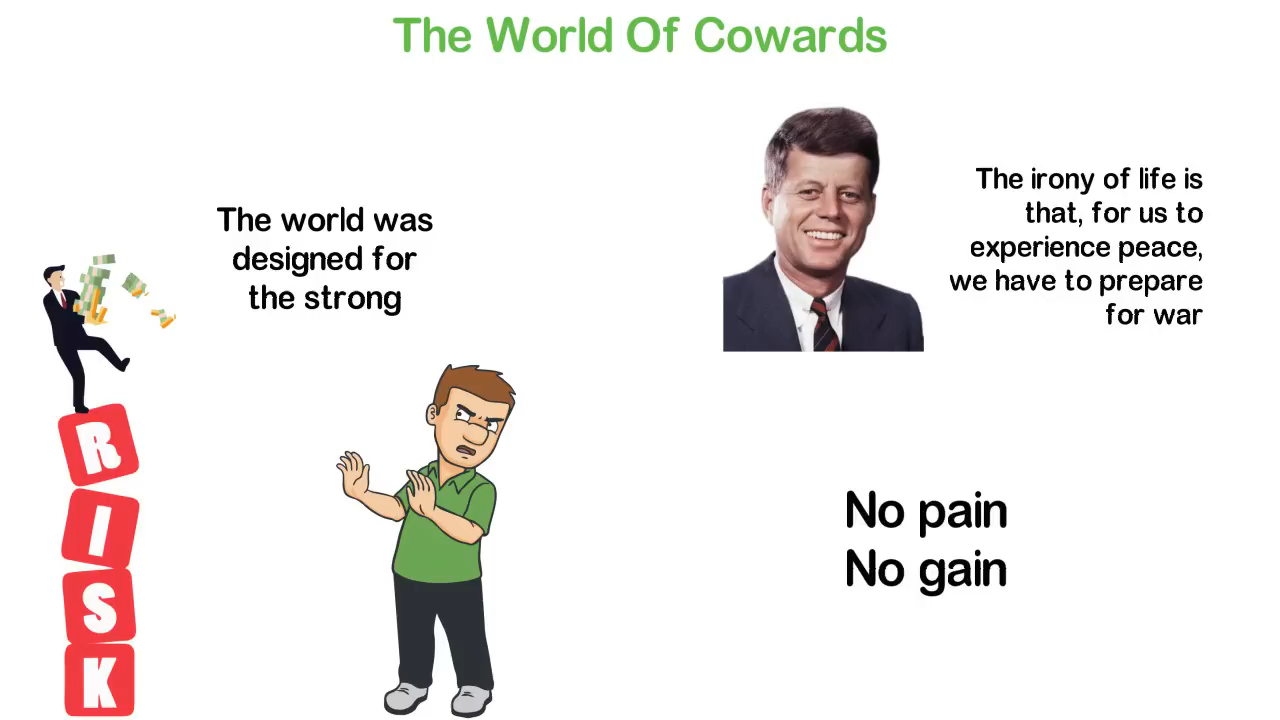 The World Of Cowards
The world was
designed for
the strong
The irony of life is
that, for us to
experience peace,
we have to prepare
for war
R
I
S
K
No pain
No gain